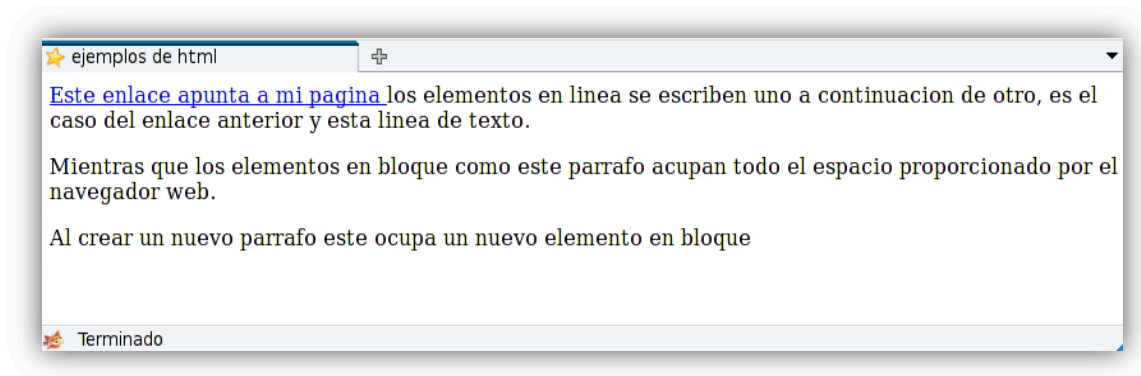 ejemplos de html
Este enlace apunta a mi pagina los elementos en linea se escriben uno a continuacion de otro, es el
caso del enlace anterior y esta linea de texto.
Mientras que los elementos en bloque como este parrafo acupan todo el espacio proporcionado por el
navegador web.
Al crear un nuevo parrafo este ocupa un nuevo elemento en bloque
Terminado